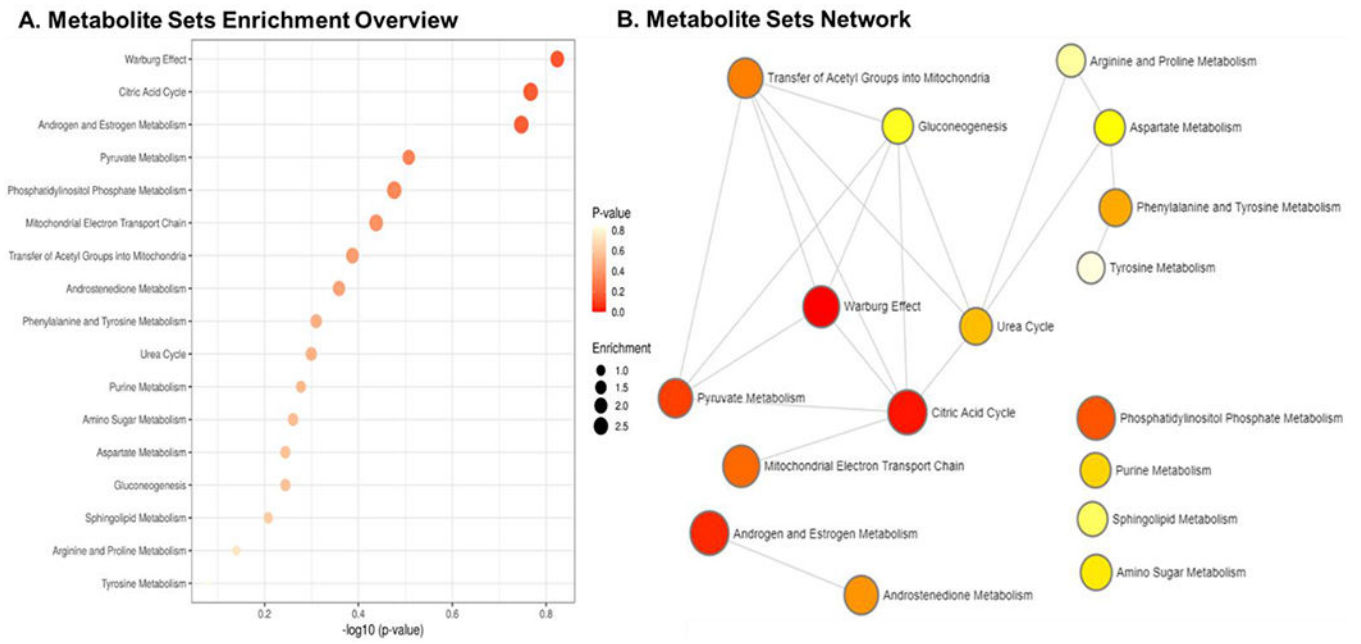 A. Metabolite Sets Enrichment Overview
Warburg Effect
Citric Acid Cycle
Androgen and Estrogen Metabolism
Pyruvate Metabolism
Phosphatidylinositol Phosphate Metabolism
Mitochondrial Electron Transport Chain
Transfer of Acetyl Groups into Mitochondria
Androstenedione Metabolism
Phenylalanine and Tyrosine Metabolism
Urea Cycle
Purine Metabolism
Amino Sugar Metabolism
Aspartate Metabolism
Gluconeogenesis
Sphingolipid Metabolism
Arginine and Proline Metabolism
Tyrosine Metabolism
0.2 0.4 0.6 0.8
-log10 (p-value)
P-value
0.8
0.6
0.4
0.2
0.0
Enrichment
1.0
1.5
2.0
2.5
B. Metabolite Sets Network
Transfer of Acetyl Groups into Mitochondria
Arginine and Proline Metabolism
Gluconeogenesis
Aspartate Metabolism
Phenylalanine and Tyrosine Metabolism
Tyrosine Metabolism
Warburg Effect
Urea Cycle
Pyruvate Metabolism
Citric Acid Cycle
Phosphatidylinositol Phosphate Metabolism
Mitochondrial Electron Transport Chain
Purine Metabolism
Sphingolipid Metabolism
Androgen and Estrogen Metabolism
Amino Sugar Metabolism
Androstenedione Metabolism